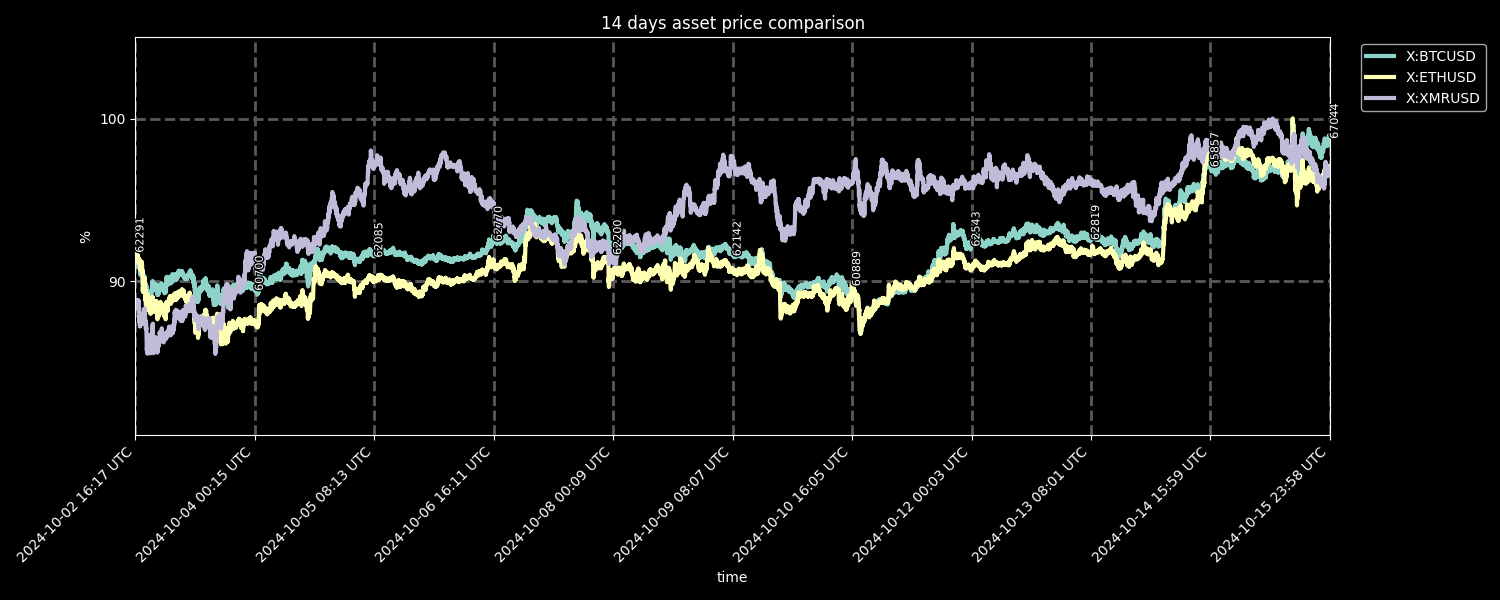 14 days asset price comparison
X:BTCUSD
X:ETHUSD
X:XMRUSD
%
100
90
62291
60700
62085
62770
62200
62142
60889
62543
62819
65857
67044
2024-10-02 16:17 UTC
2024-10-04 00:15 UTC
2024-10-05 08:13 UTC
2024-10-06 16:11 UTC
2024-10-08 00:09 UTC
2024-10-09 08:07 UTC
2024-10-10 16:05 UTC
2024-10-12 00:03 UTC
2024-10-13 08:01 UTC
2024-10-14 15:59 UTC
2024-10-15 23:58 UTC
time